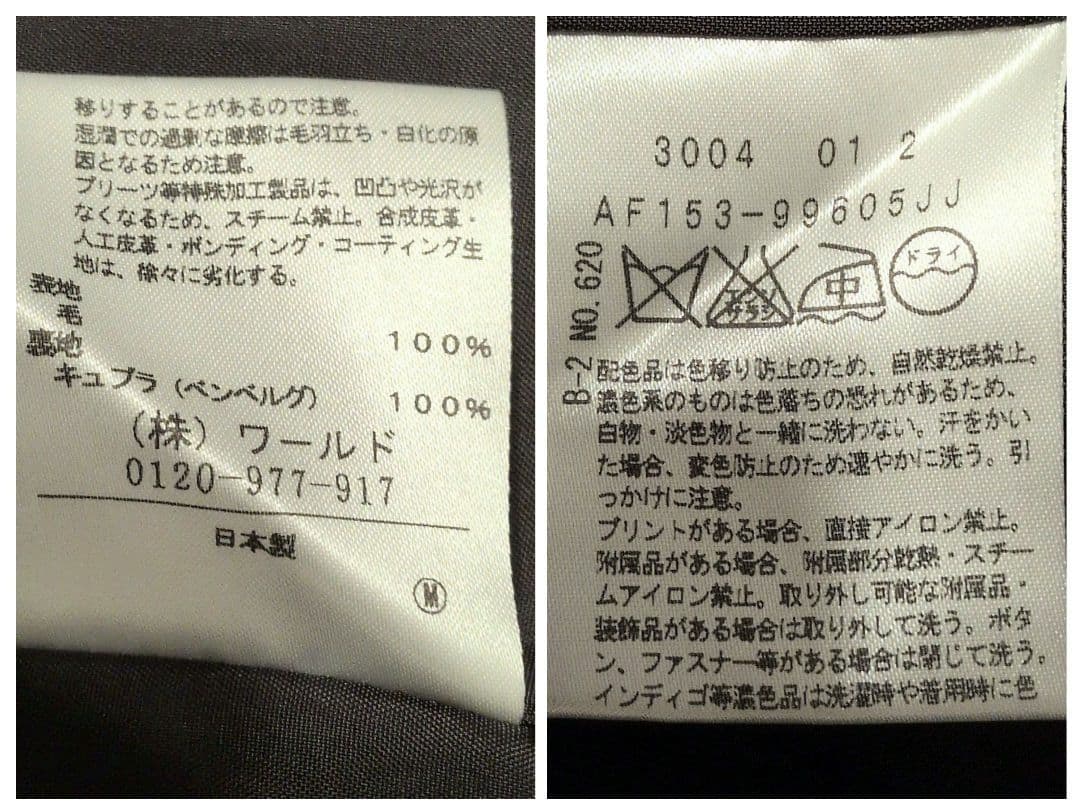 移りすることがあるので注意。
湿潤での過剰な摩擦は毛羽立ち・白化の原
因となるため注意。
プリーツ等特殊加工製品は、凹凸や光沢が
なくなるため、スチーム禁止。合成皮革・
人工皮革・ボンディング・コーティング生
地は、徐々に劣化する。
表地
毛 100%
裏地
キュプラ（ベンベルグ） 100%
（株）ワールド
0120-977-917
日本製
M
3004 01 2
AF153-99605JJ
B-2 NO.620
エンソサラシ
中
ドライ
配色品は色移り防止のため、自然乾燥禁止。
濃色系のものは色落ちの恐れがあるため、
白物・淡色物と一緒に洗わない。汗をかい
た場合、変色防止のため速やかに洗う。引
っかけに注意。
プリントがある場合、直接アイロン禁止。
附属品がある場合、附属部分乾熱・スチー
ムアイロン禁止。取り外し可能な附属品・
装飾品がある場合は取り外して洗う。ボタ
ン、ファスナー等がある場合は閉じて洗う。
インディゴ等濃色品は洗濯時や着用時に色